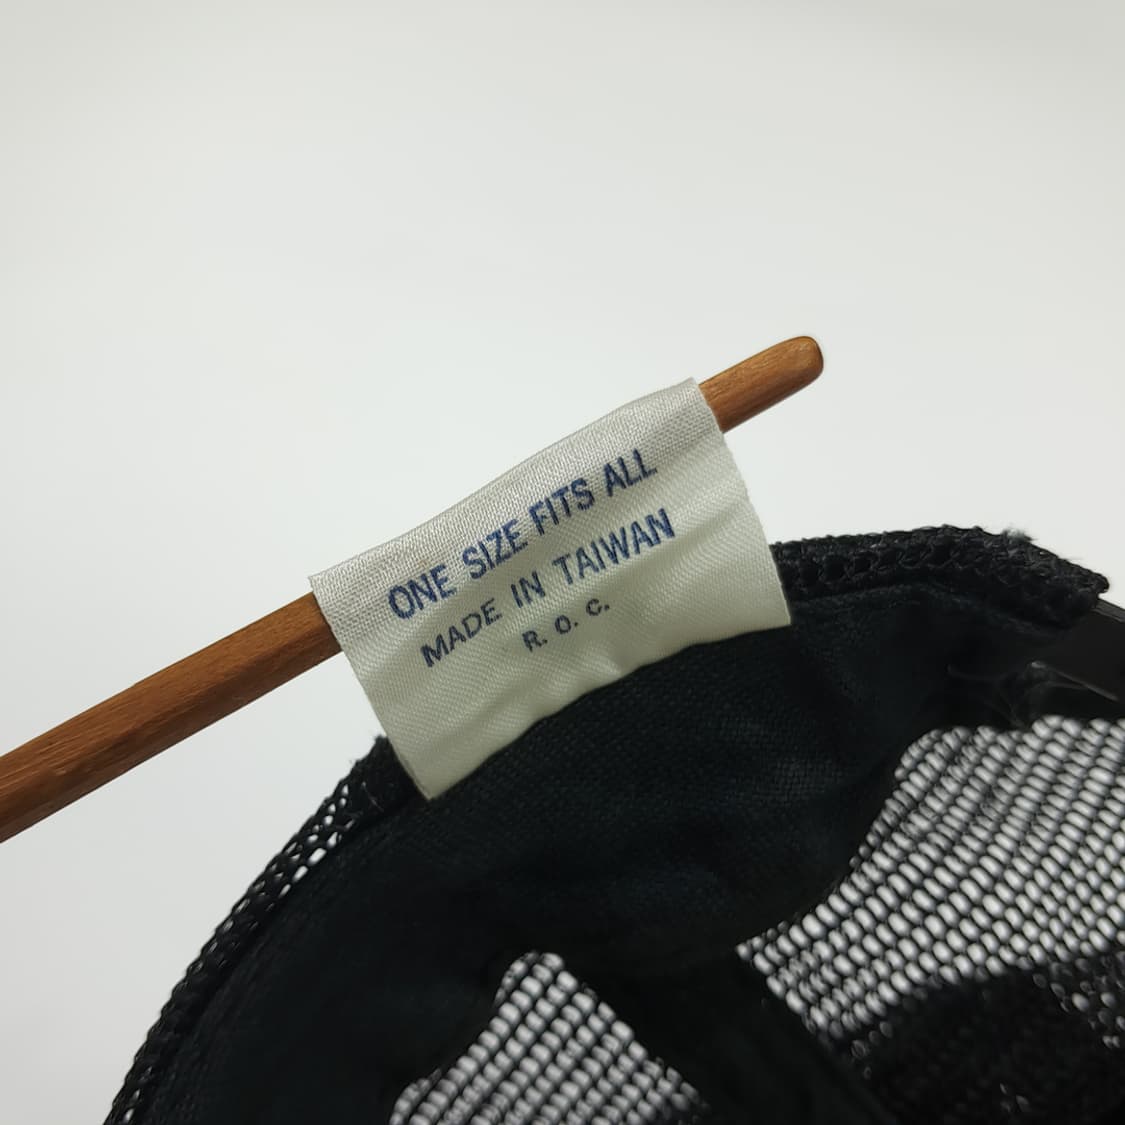 ONE SIZE FITS ALL
MADE IN TAIWAN
R. O. C.